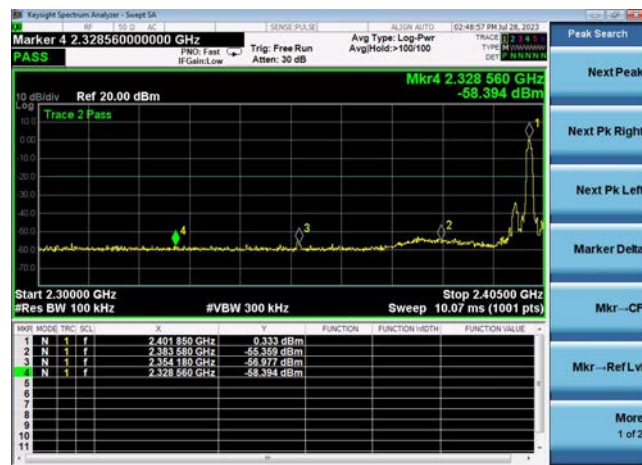 Keysight Spectrum Analyzer - Swept SA
RF 50 Ω AC SENSE:PULSE ALIGN AUTO 02:48:57 PM Jul 28, 2023
Marker 4 2.328560000000 GHz
PNO: Fast
IFGain:Low
Trig: Free Run
Atten: 30 dB
Avg Type: Log-Pwr
Avg|Hold:>100/100
TRACE 1 2 3 4 5 6
TYPE
DET P N N N N N
PASS
Mkr4 2.328 560 GHz
-58.394 dBm
10 dB/div Ref 20.00 dBm
Log
Trace 2 Pass
10.0
0.00
-10.0
-20.0
-30.0
-40.0
-50.0
-60.0
-70.0
1
2
3
4
Start 2.30000 GHz Stop 2.40500 GHz
#Res BW 100 kHz #VBW 300 kHz Sweep 10.07 ms (1001 pts)
MKR MODE TRC SCL X Y FUNCTION FUNCTION WIDTH FUNCTION VALUE
1 N 1 f 2.401 850 GHz 0.333 dBm
2 N 1 f 2.383 580 GHz -55.359 dBm
3 N 1 f 2.354 180 GHz -56.977 dBm
4 N 1 f 2.328 560 GHz -58.394 dBm
5
6
7
8
9
10
11
Peak Search
Next Peak
Next Pk Right
Next Pk Left
Marker Delta
Mkr→CF
Mkr→Ref Lvl
More
1 of 2